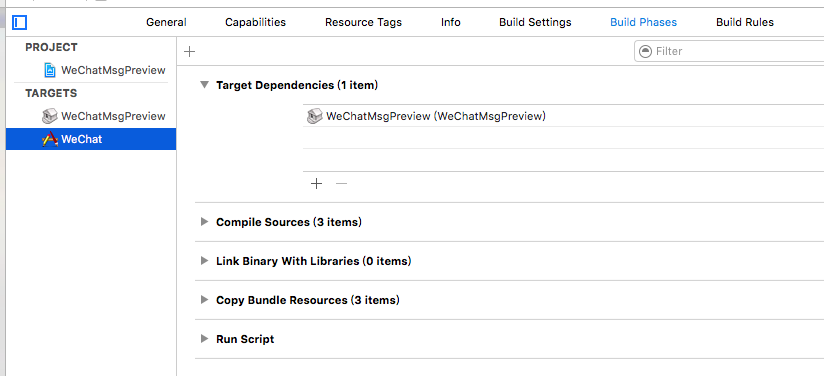 General Capabilities Resource Tags Info Build Settings Build Phases Build Rules
PROJECT
WeChatMsgPreview
TARGETS
WeChatMsgPreview
WeChat
Filter
Target Dependencies (1 item)
WeChatMsgPreview (WeChatMsgPreview)
Compile Sources (3 items)
Link Binary With Libraries (0 items)
Copy Bundle Resources (3 items)
Run Script